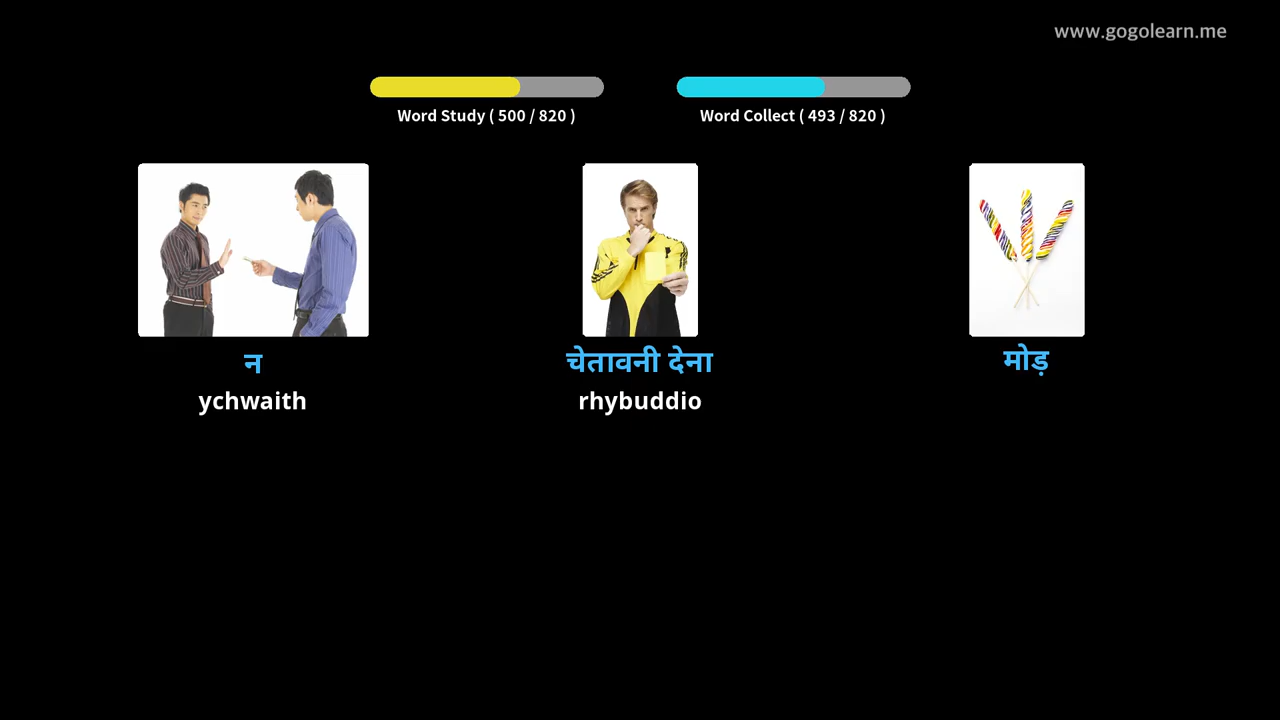 www.gogolearn.me
Word Study ( 500 / 820 )
Word Collect ( 493 / 820 )
न
चेतावनी देना
मोड़
ychwaith
rhybuddio